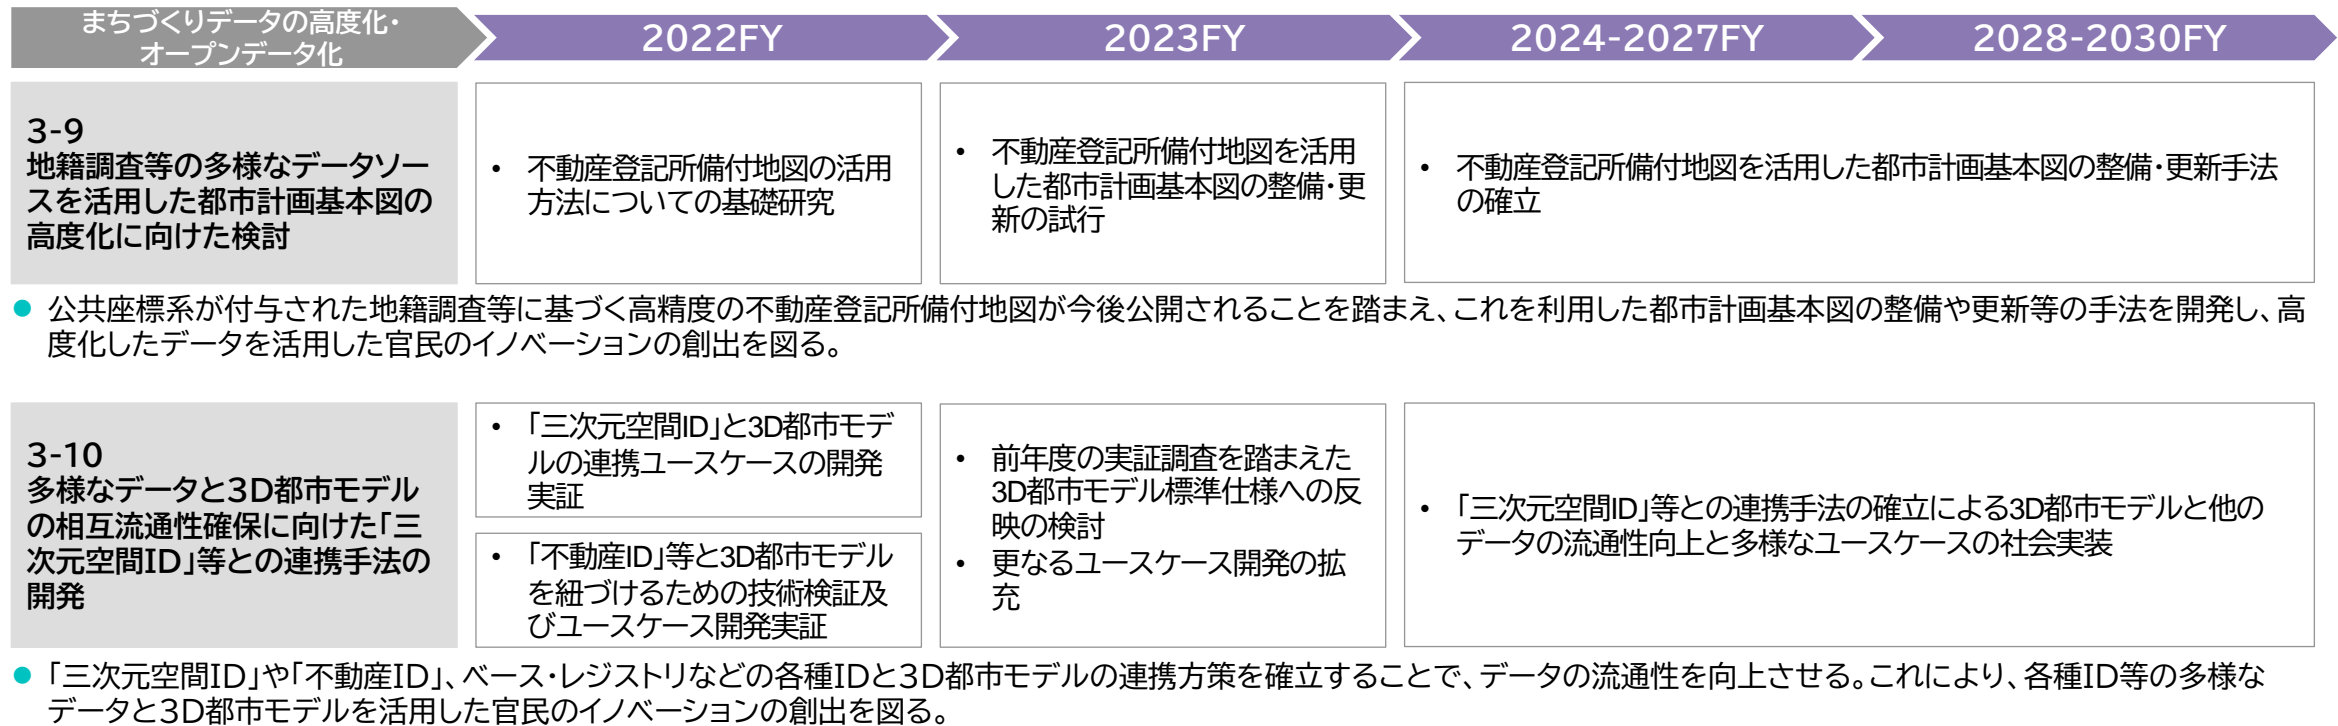 まちづくりデータの高度化・
オープンデータ化
2022FY
2023FY
2024-2027FY
2028-2030FY
3-9
地籍調査等の多様なデータソー
スを活用した都市計画基本図の
高度化に向けた検討
• 不動産登記所備付地図の活用
方法についての基礎研究
• 不動産登記所備付地図を活用
した都市計画基本図の整備・更
新の試行
• 不動産登記所備付地図を活用した都市計画基本図の整備・更新手法
の確立
● 公共座標系が付与された地籍調査等に基づく高精度の不動産登記所備付地図が今後公開されることを踏まえ、これを利用した都市計画基本図の整備や更新等の手法を開発し、高
度化したデータを活用した官民のイノベーションの創出を図る。
3-10
多様なデータと3D都市モデル
の相互流通性確保に向けた「三
次元空間ID」等との連携手法の
開発
• 「三次元空間ID」と3D都市モデ
ルの連携ユースケースの開発
実証
• 「不動産ID」等と3D都市モデル
を紐づけるための技術検証及
びユースケース開発実証
• 前年度の実証調査を踏まえた
3D都市モデル標準仕様への反
映の検討
• 更なるユースケース開発の拡
充
• 「三次元空間ID」等との連携手法の確立による3D都市モデルと他の
データの流通性向上と多様なユースケースの社会実装
● 「三次元空間ID」や「不動産ID」、ベース・レジストリなどの各種IDと3D都市モデルの連携方策を確立することで、データの流通性を向上させる。これにより、各種ID等の多様な
データと3D都市モデルを活用した官民のイノベーションの創出を図る。